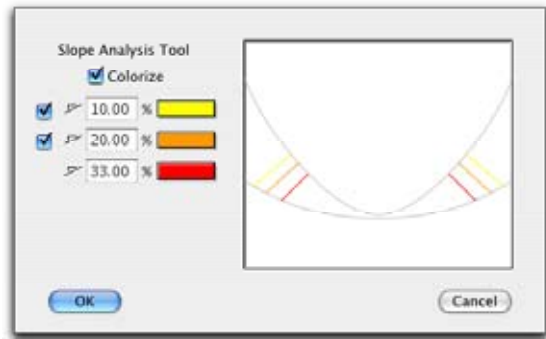 Slope Analysis Tool
Colorize
10.00 %
20.00 %
33.00 %
OK
Cancel